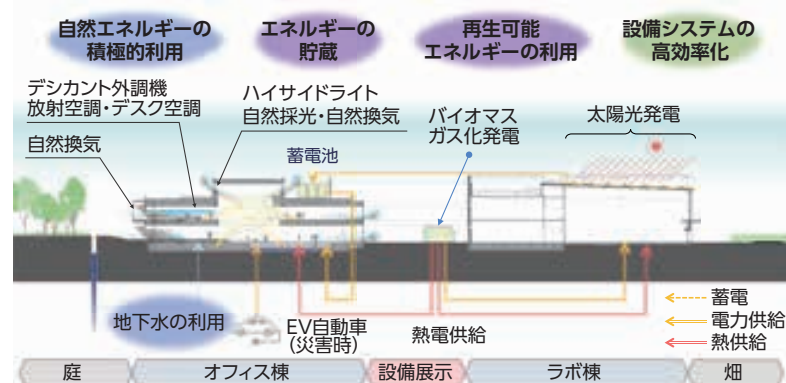 自然エネルギーの
積極的利用
エネルギーの
貯蔵
再生可能
エネルギーの利用
設備システムの
高効率化
デシカント外調機
放射空調・デスク空調
自然換気
ハイサイドライト
自然採光・自然換気
蓄電池
バイオマス
ガス化発電
太陽光発電
地下水の利用
EV自動車
(災害時)
熱電供給
蓄電
電力供給
熱供給
庭
オフィス棟
設備展示
ラボ棟
畑